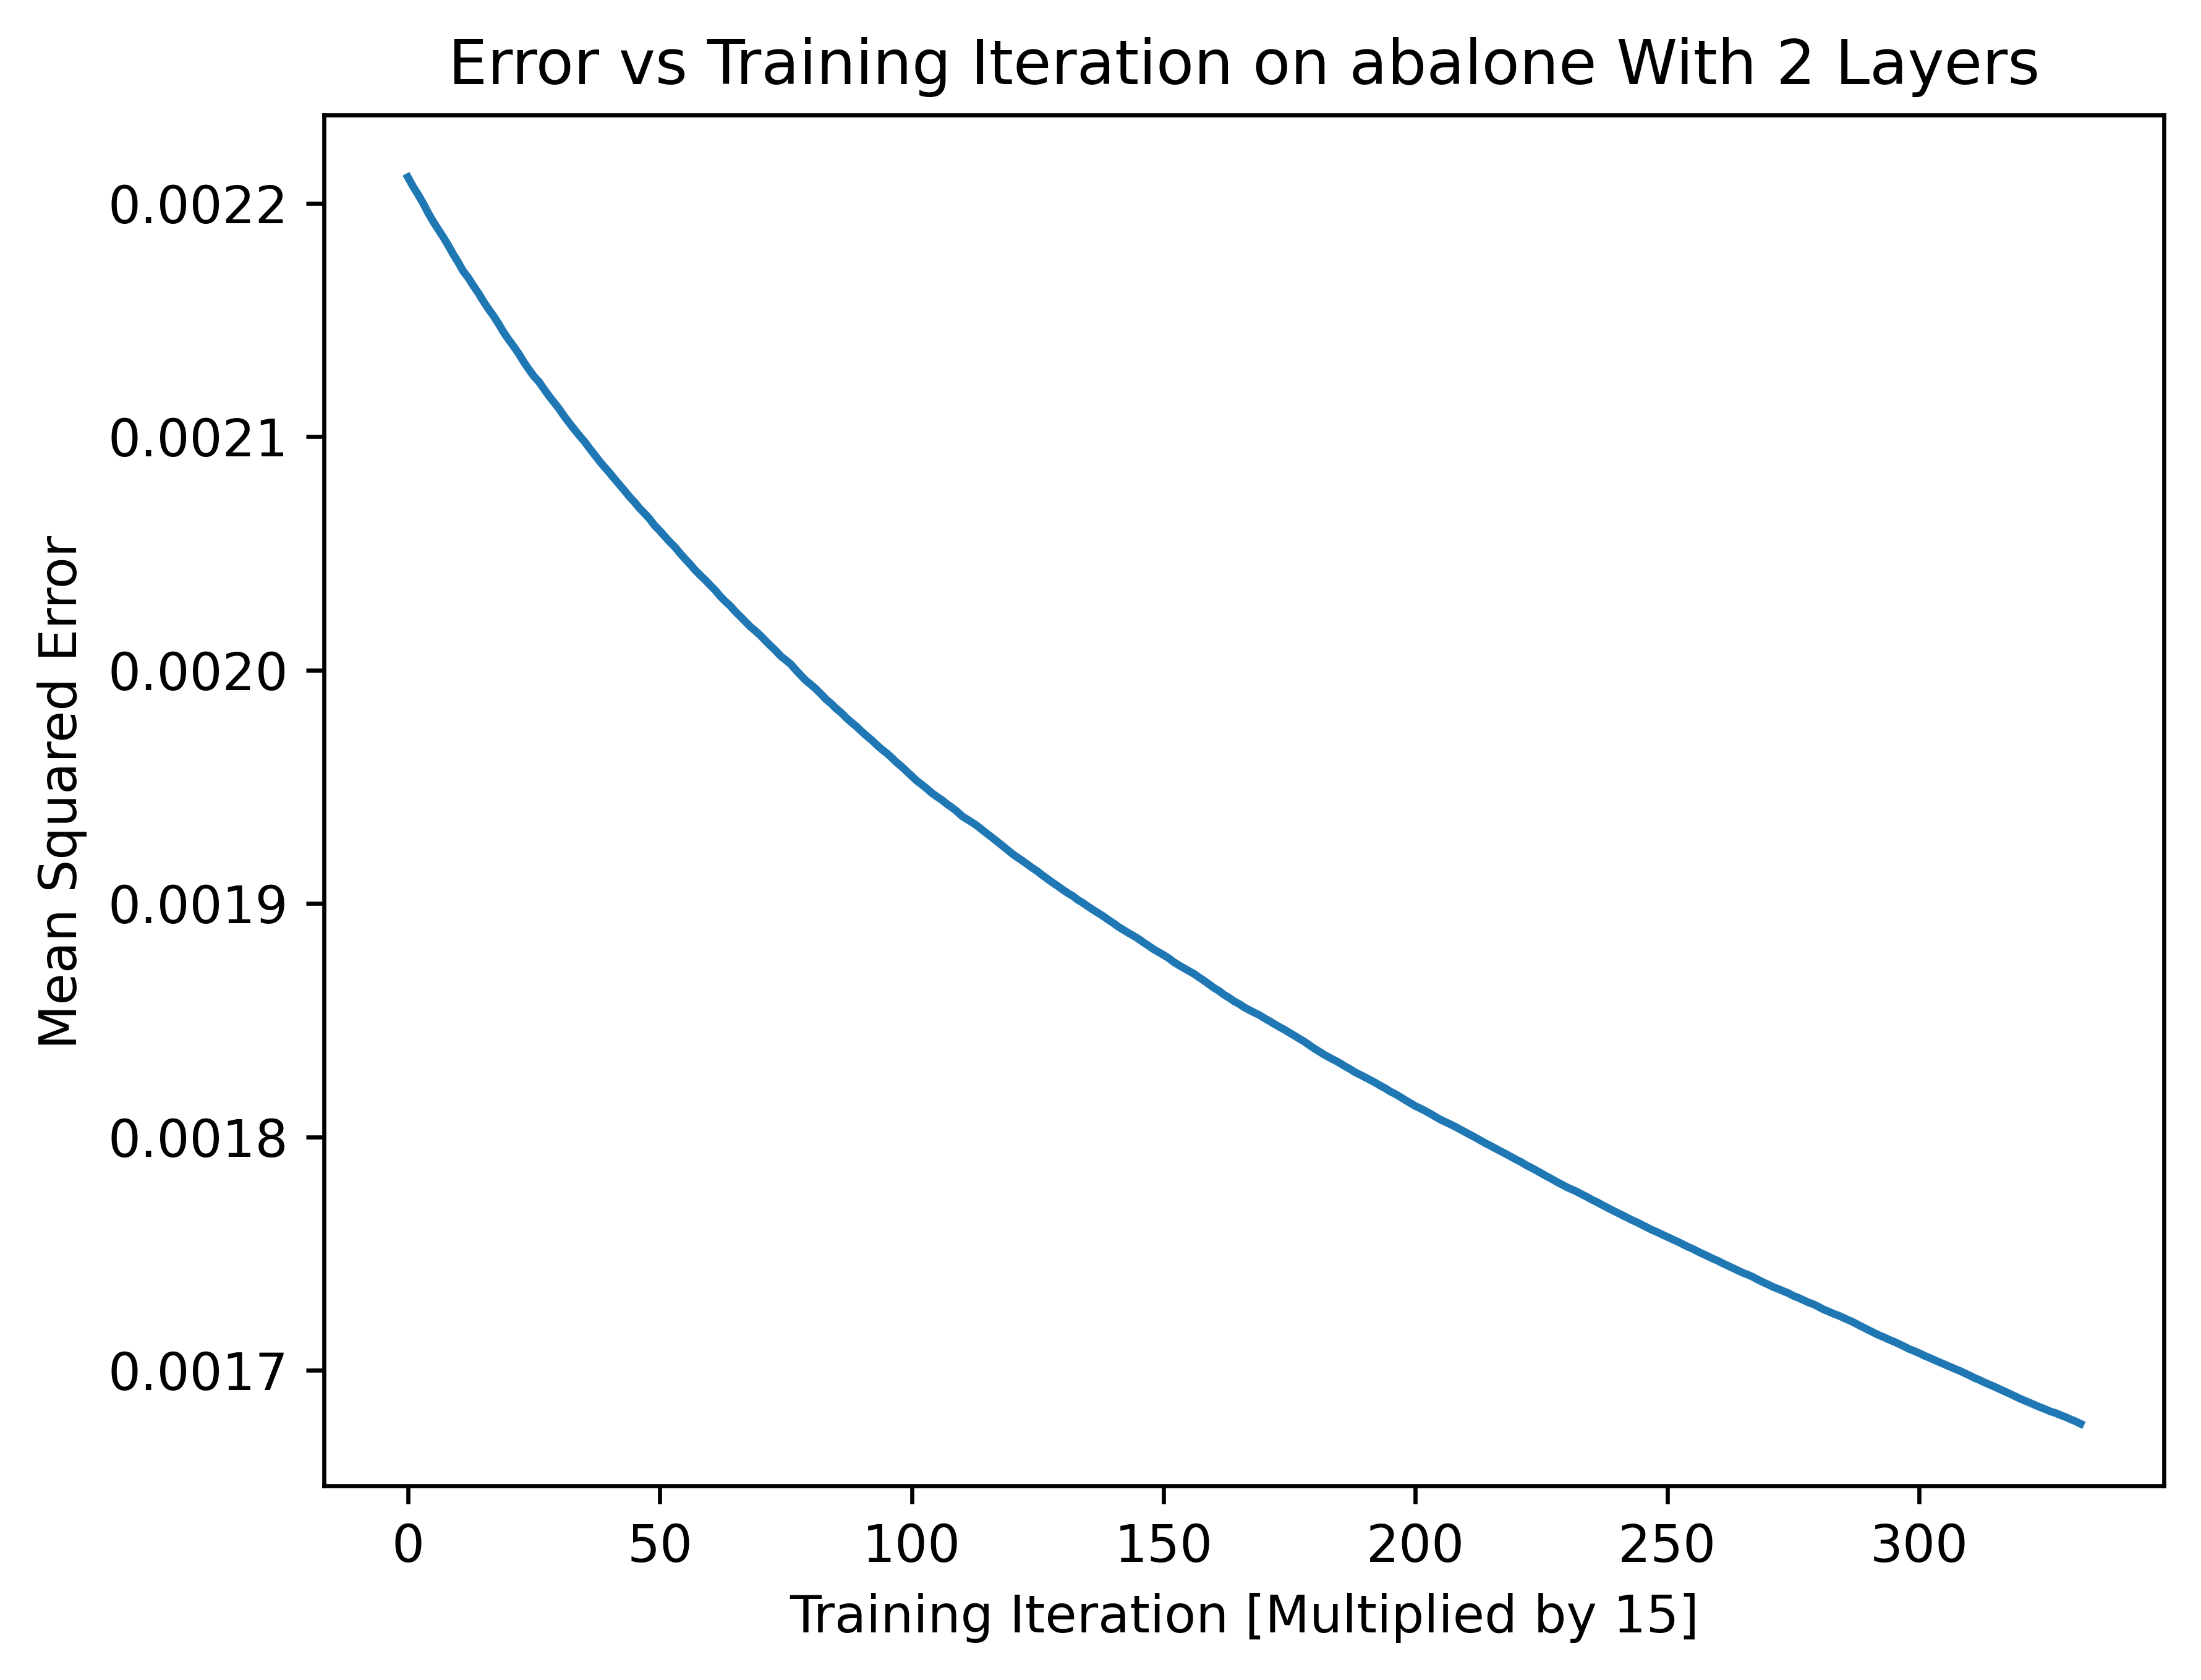 Error vs Training Iteration on abalone With 2 Layers
0.0022
0.0021
0.0020
0.0019
0.0018
0.0017
Mean Squared Error
0 50 100 150 200 250 300
Training Iteration [Multiplied by 15]